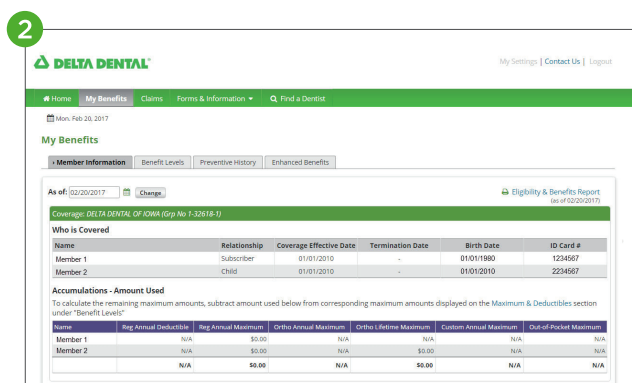 2
DELTA DENTAL®
My Settings | Contact Us | Logout
Home My Benefits Claims Forms & Information Find a Dentist
Mon, Feb 20, 2017
My Benefits
› Member Information Benefit Levels Preventive History Enhanced Benefits
As of: 02/20/2017 Change Eligibility & Benefits Report
(as of 02/20/2017)
Coverage: DELTA DENTAL OF IOWA (Grp No 1-32618-1)
Who is Covered
Name Relationship Coverage Effective Date Termination Date Birth Date ID Card #
Member 1 Subscriber 01/01/2010 - 01/01/1980 1234567
Member 2 Child 01/01/2010 - 01/01/2010 2234567
Accumulations - Amount Used
To calculate the remaining maximum amounts, subtract amount used below from corresponding maximum amounts displayed on the Maximum & Deductibles section
under "Benefit Levels"
Name Reg Annual Deductible Reg Annual Maximum Ortho Annual Maximum Ortho Lifetime Maximum Custom Annual Maximum Out-of-Pocket Maximum
Member 1 N/A $0.00 N/A N/A N/A N/A
Member 2 N/A $0.00 N/A $0.00 N/A N/A
N/A $0.00 N/A $0.00 N/A N/A